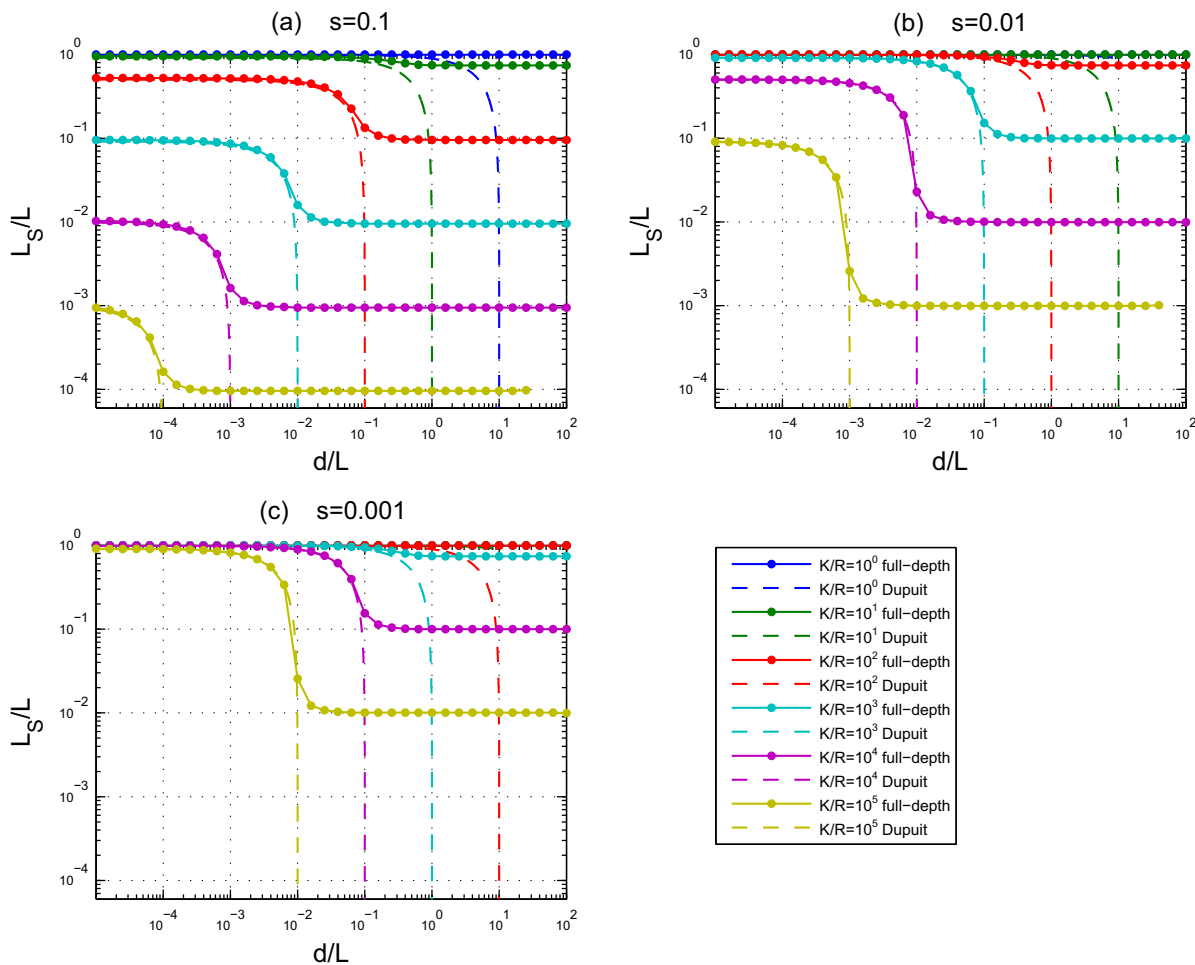 (a) s=0.1
(b) s=0.01
10^0
10^−1
10^−2
10^−3
10^−4
L_S/L
10^−4 10^−3 10^−2 10^−1 10^0 10^1 10^2
d/L
10^0
10^−1
10^−2
10^−3
10^−4
L_S/L
10^−4 10^−3 10^−2 10^−1 10^0 10^1 10^2
d/L
(c) s=0.001
10^0
10^−1
10^−2
10^−3
10^−4
L_S/L
10^−4 10^−3 10^−2 10^−1 10^0 10^1 10^2
d/L
K/R=10^0 full−depth
K/R=10^0 Dupuit
K/R=10^1 full−depth
K/R=10^1 Dupuit
K/R=10^2 full−depth
K/R=10^2 Dupuit
K/R=10^3 full−depth
K/R=10^3 Dupuit
K/R=10^4 full−depth
K/R=10^4 Dupuit
K/R=10^5 full−depth
K/R=10^5 Dupuit